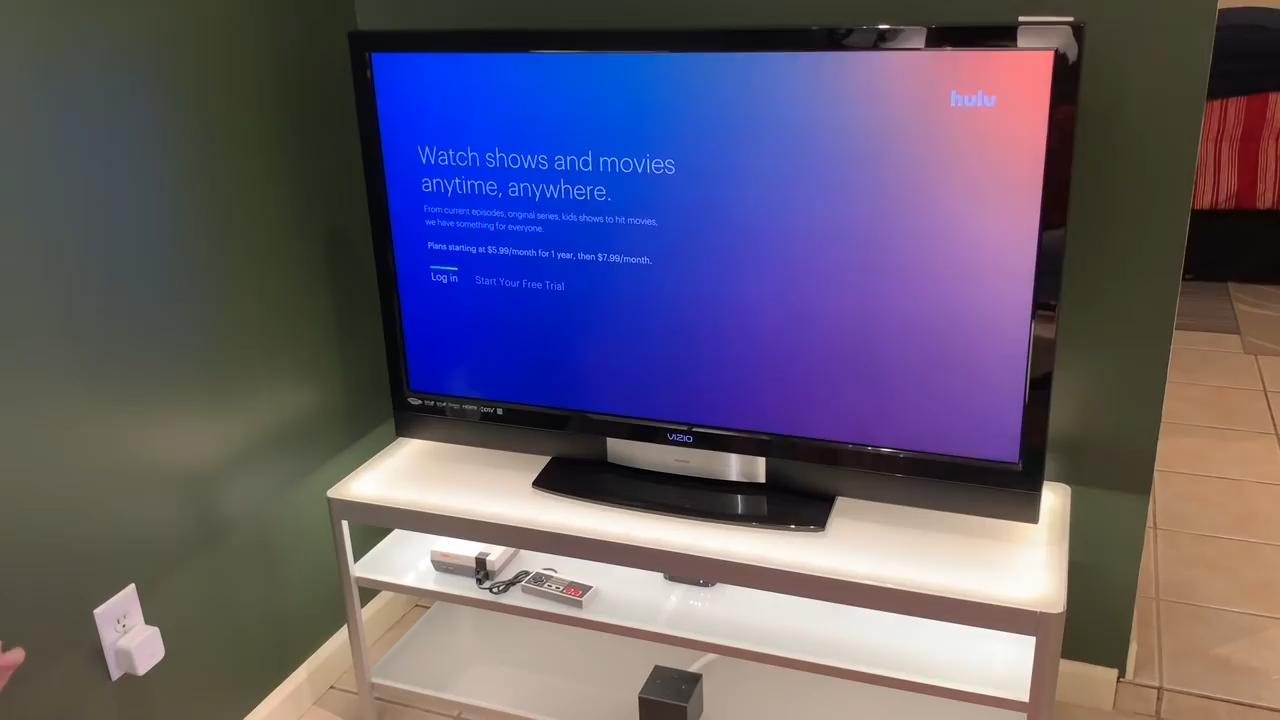 hulu
Watch shows and movies
anytime, anywhere.
From current episodes, original series, kids shows to hit movies,
we have something for everyone.
Plans starting at $5.99/month for 1 year, then $7.99/month.
Log in
Start Your Free Trial
HDMI
VIZIO